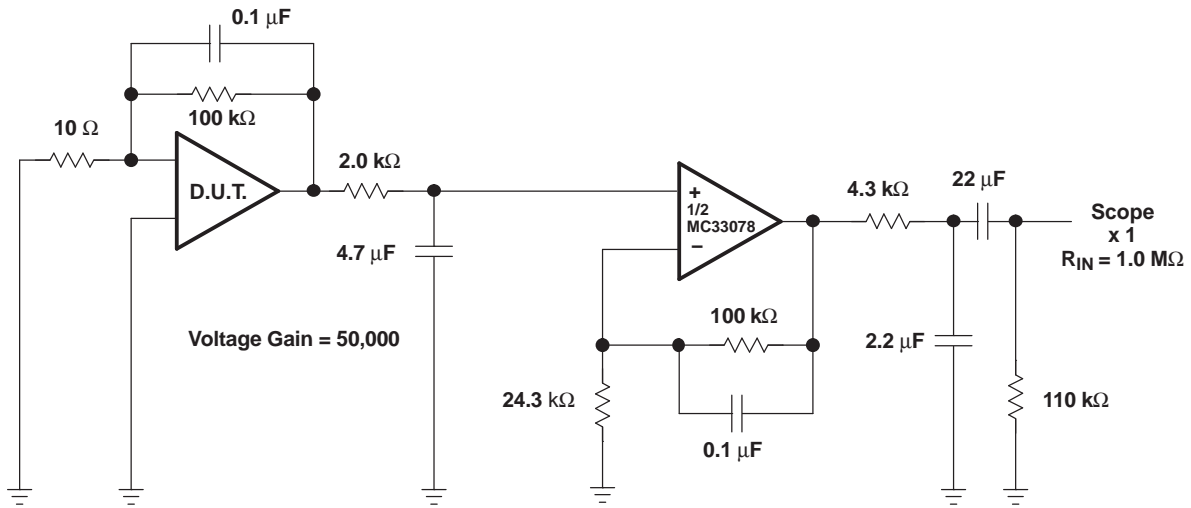 0.1 μF
100 kΩ
10 Ω
D.U.T.
2.0 kΩ
4.7 μF
Voltage Gain = 50,000
+
1/2
MC33078
−
4.3 kΩ
22 μF
Scope
x 1
R_IN = 1.0 MΩ
100 kΩ
2.2 μF
24.3 kΩ
0.1 μF
110 kΩ